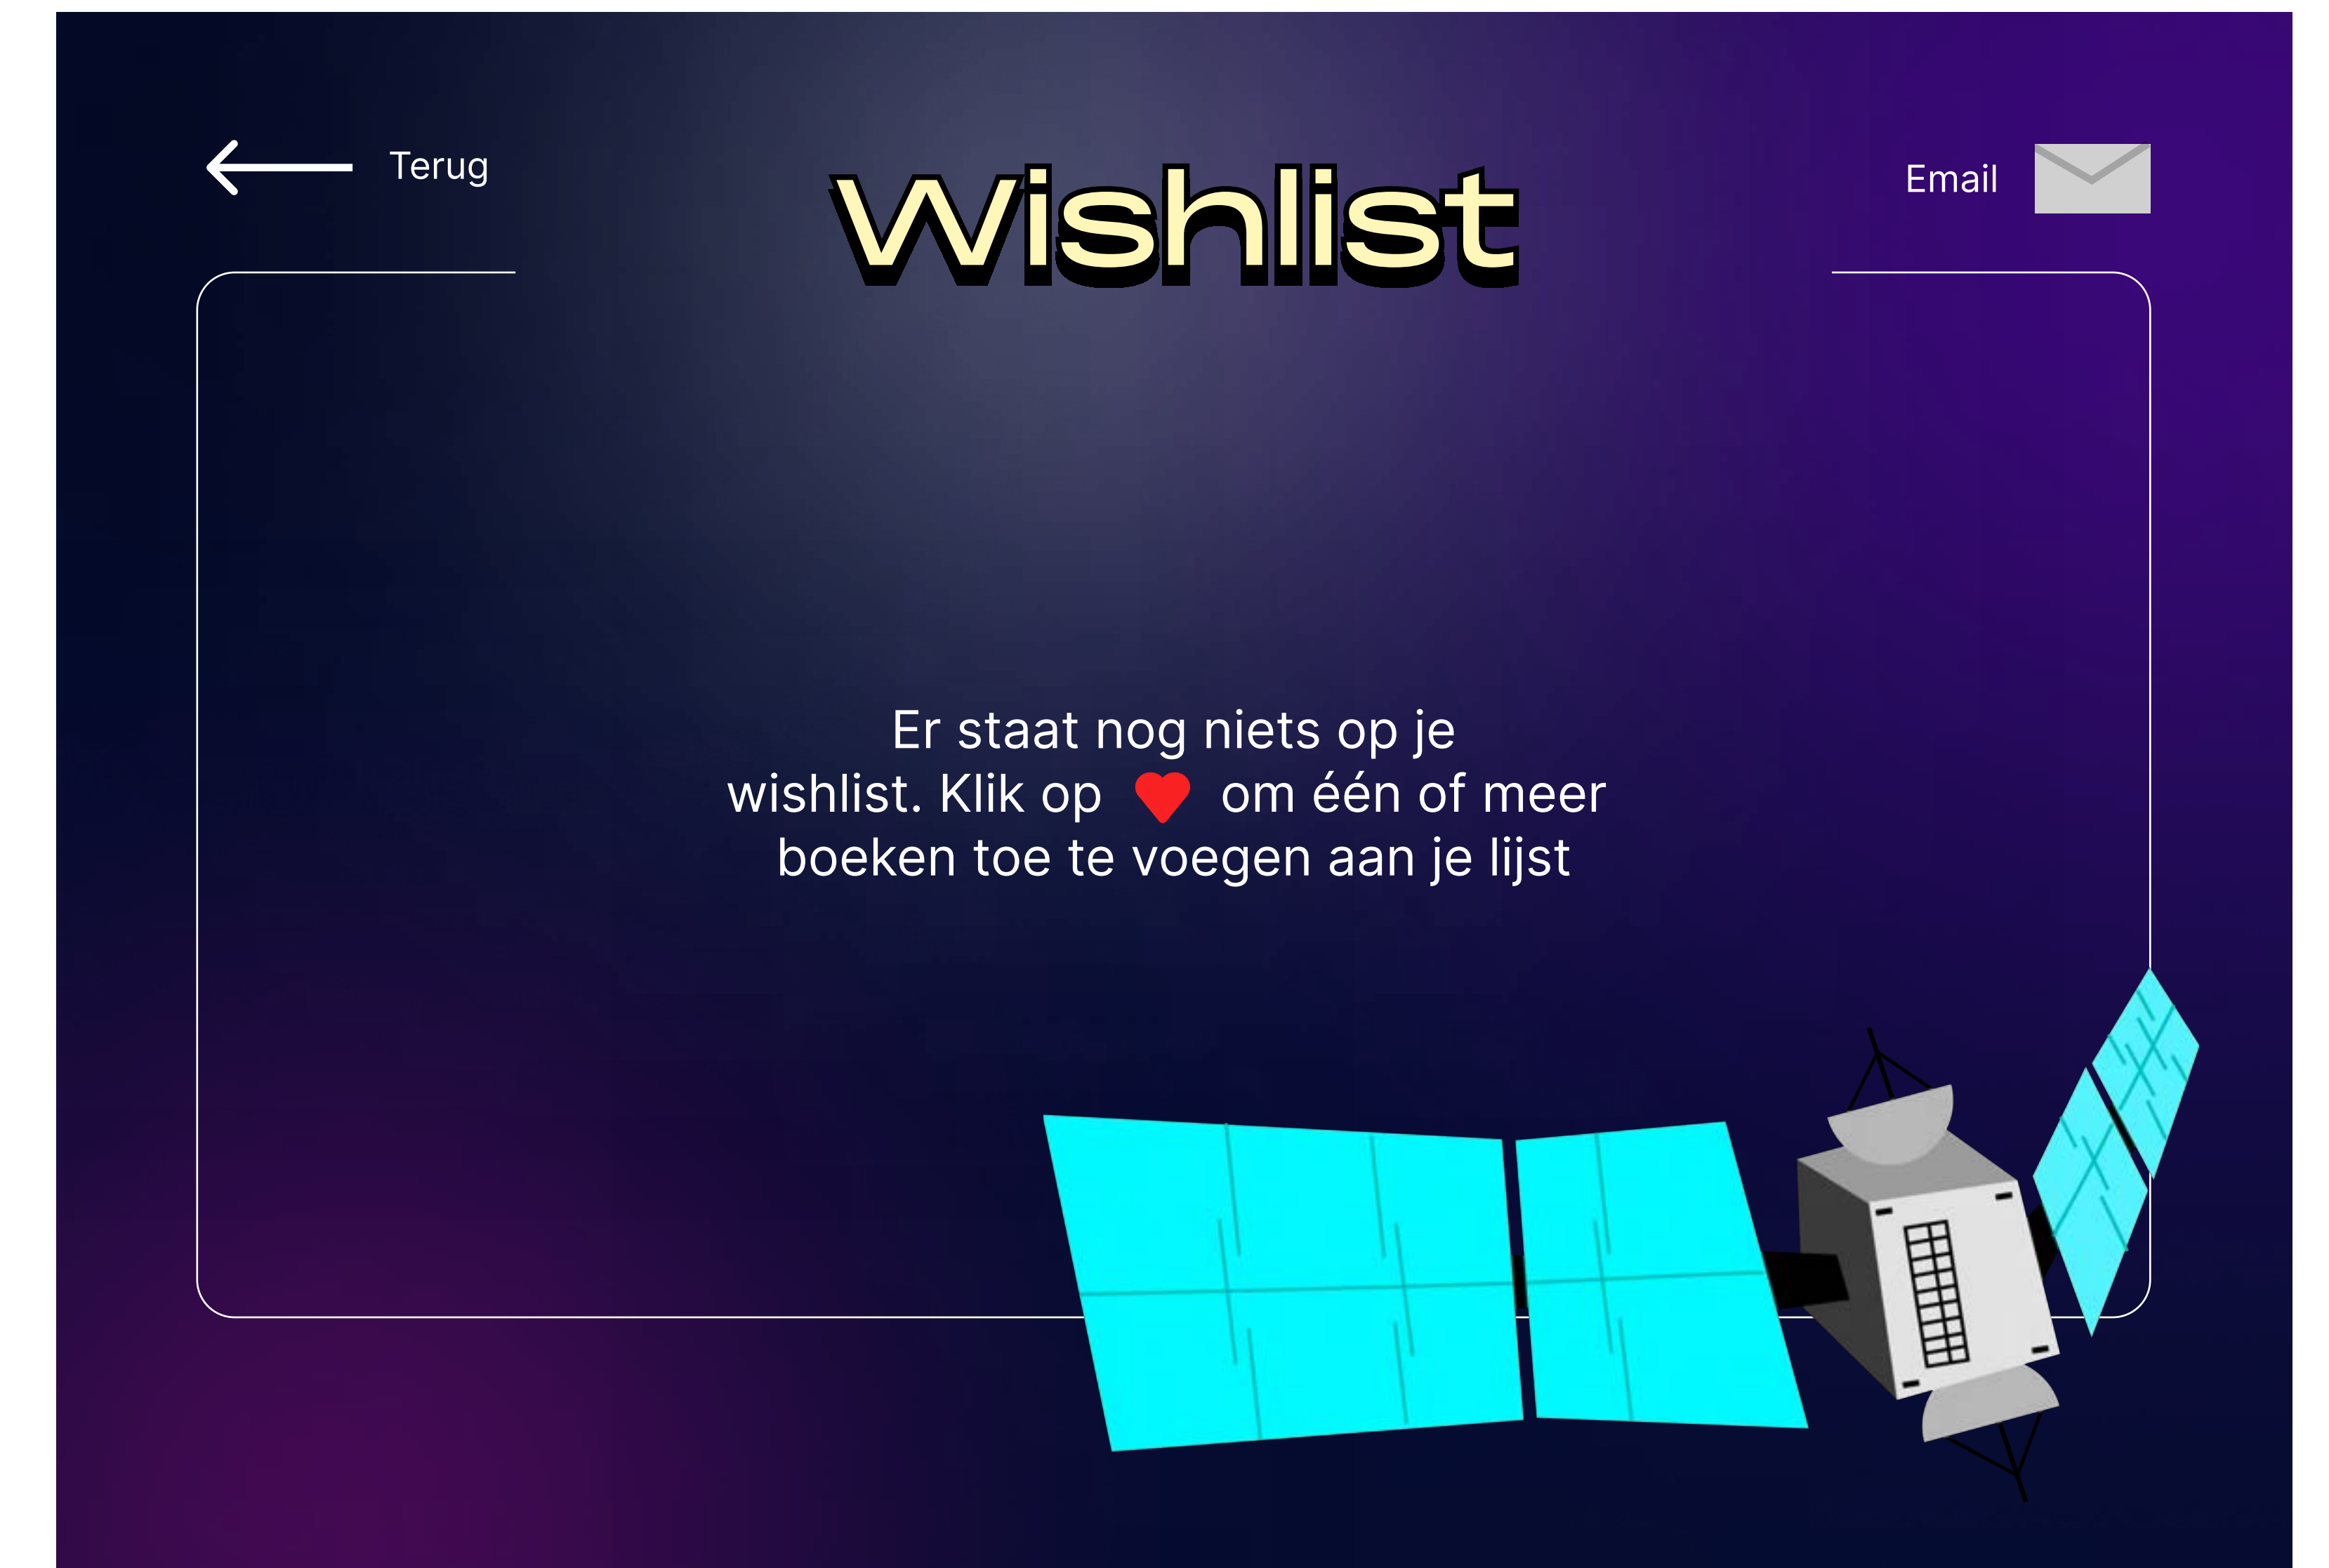 Terug
Wishlist
Email
Er staat nog niets op je
wishlist. Klik op om één of meer
boeken toe te voegen aan je lijst